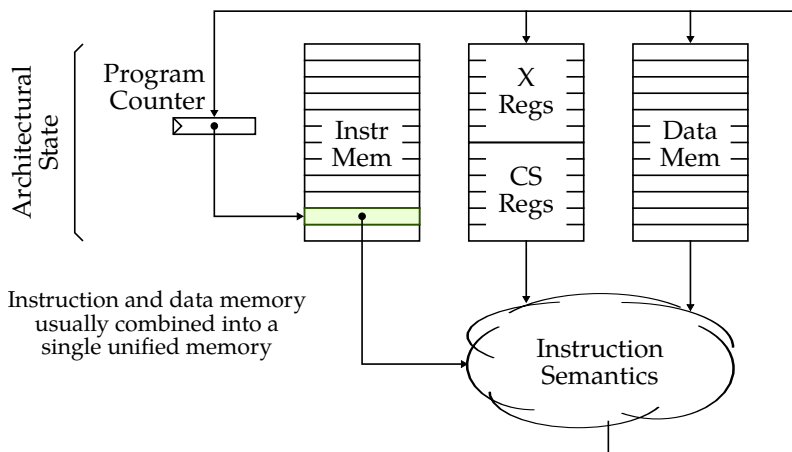 Architectural
State
Program
Counter
Instr
Mem
X
Regs
CS
Regs
Data
Mem
Instruction and data memory
usually combined into a
single unified memory
Instruction
Semantics